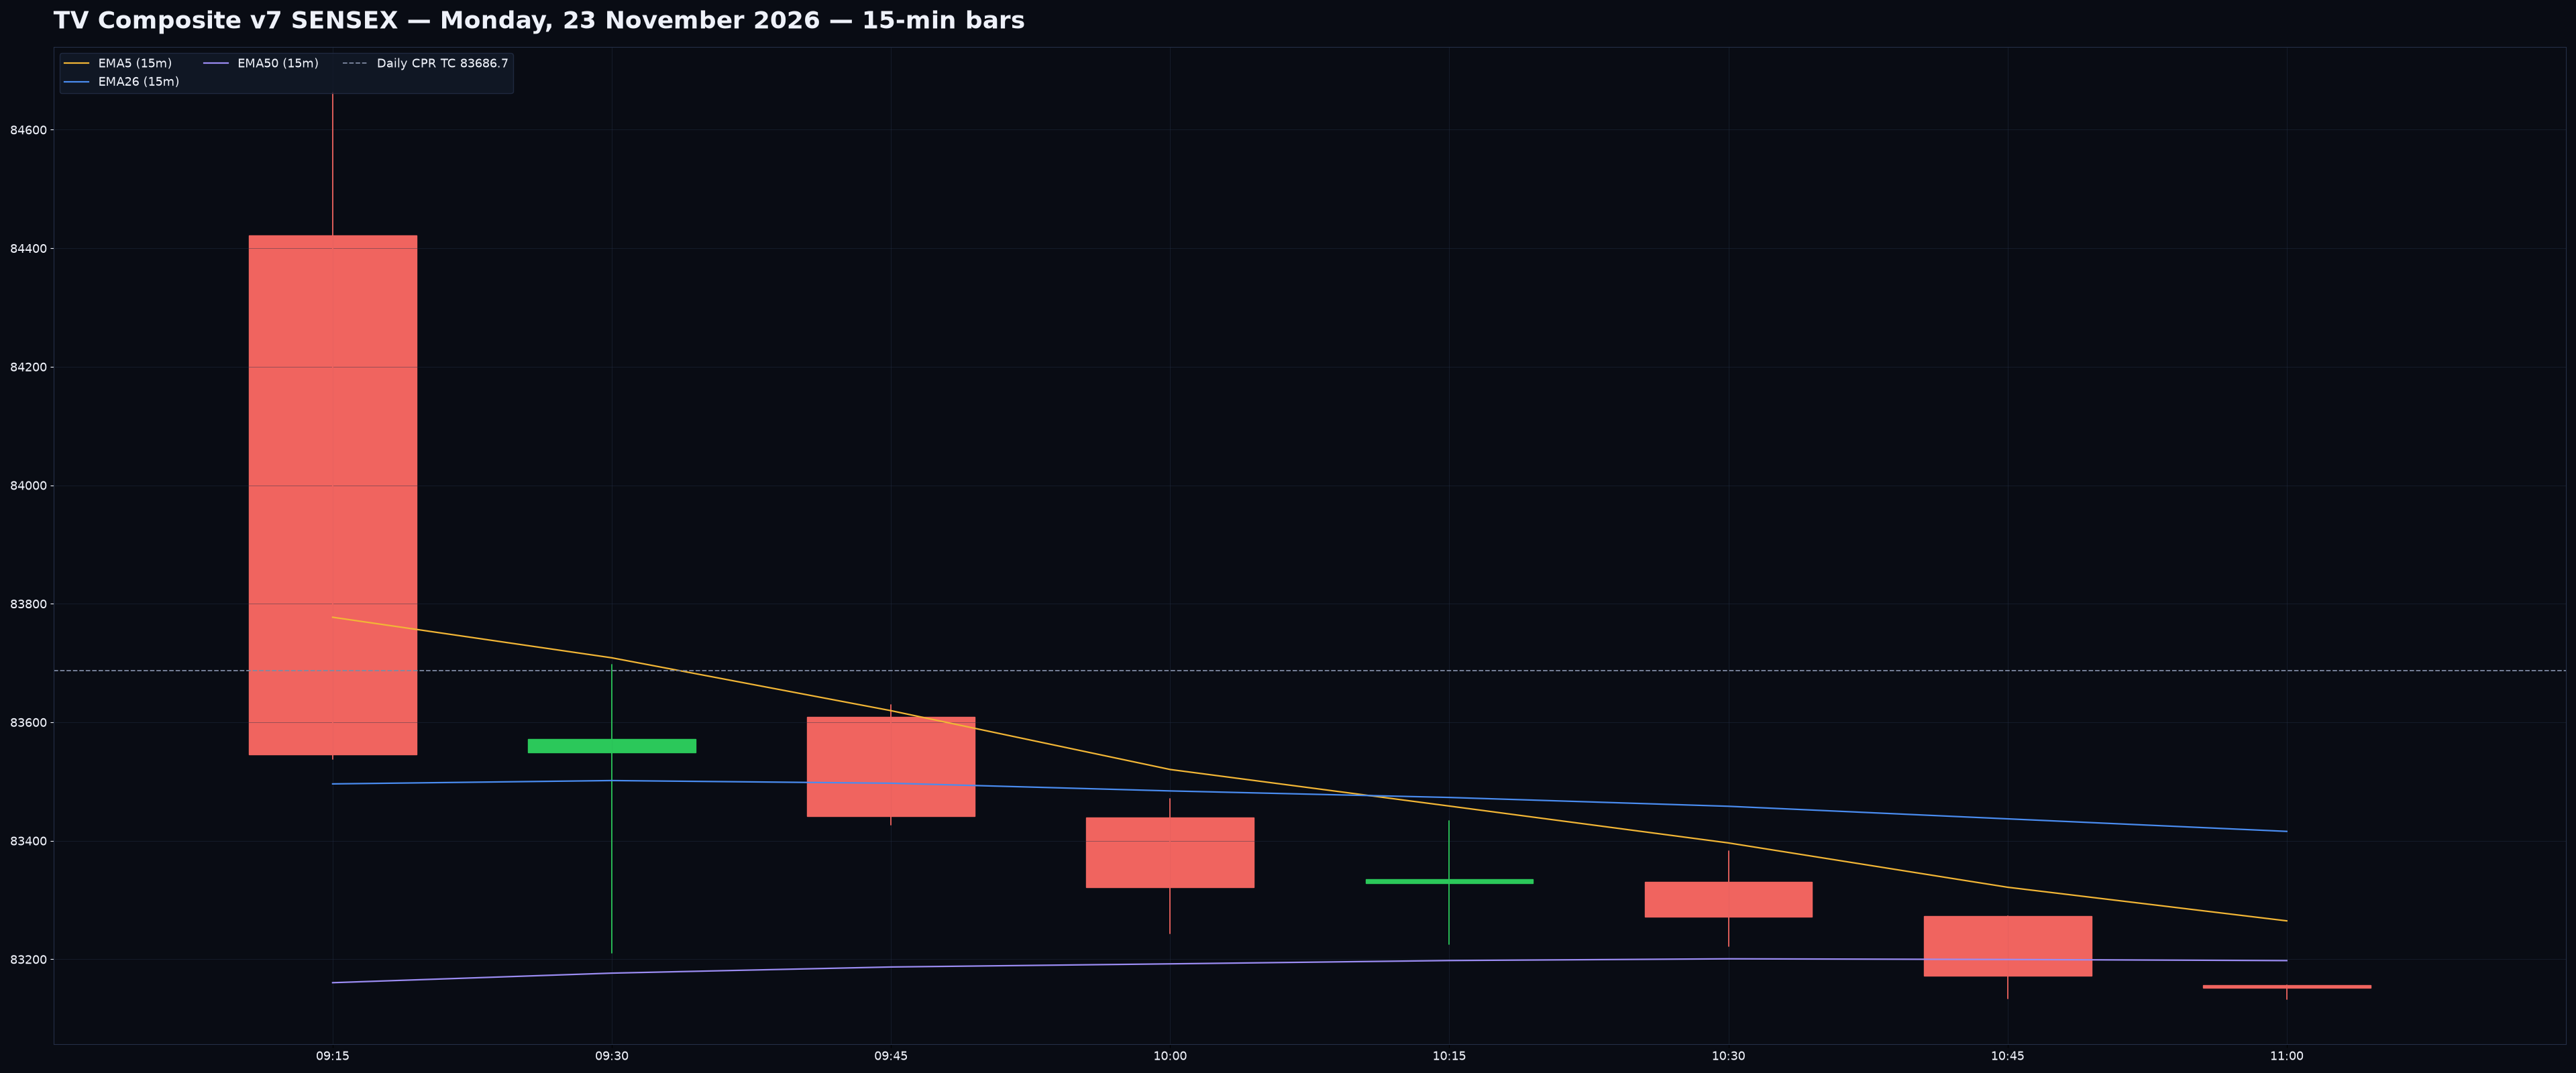 TV Composite v7 SENSEX — Monday, 23 November 2026 — 15-min bars
EMA5 (15m) EMA50 (15m) Daily CPR TC 83686.7
EMA26 (15m)
84600
84400
84200
84000
83800
83600
83400
83200
09:15 09:30 09:45 10:00 10:15 10:30 10:45 11:00